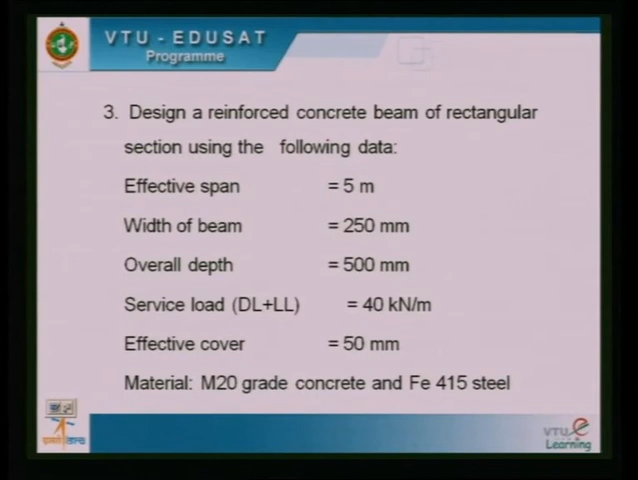 VTU - EDUSAT
Programme
3. Design a reinforced concrete beam of rectangular
section using the following data:
Effective span = 5 m
Width of beam = 250 mm
Overall depth = 500 mm
Service load (DL+LL) = 40 kN/m
Effective cover = 50 mm
Material: M20 grade concrete and Fe 415 steel
VTU e
Learning